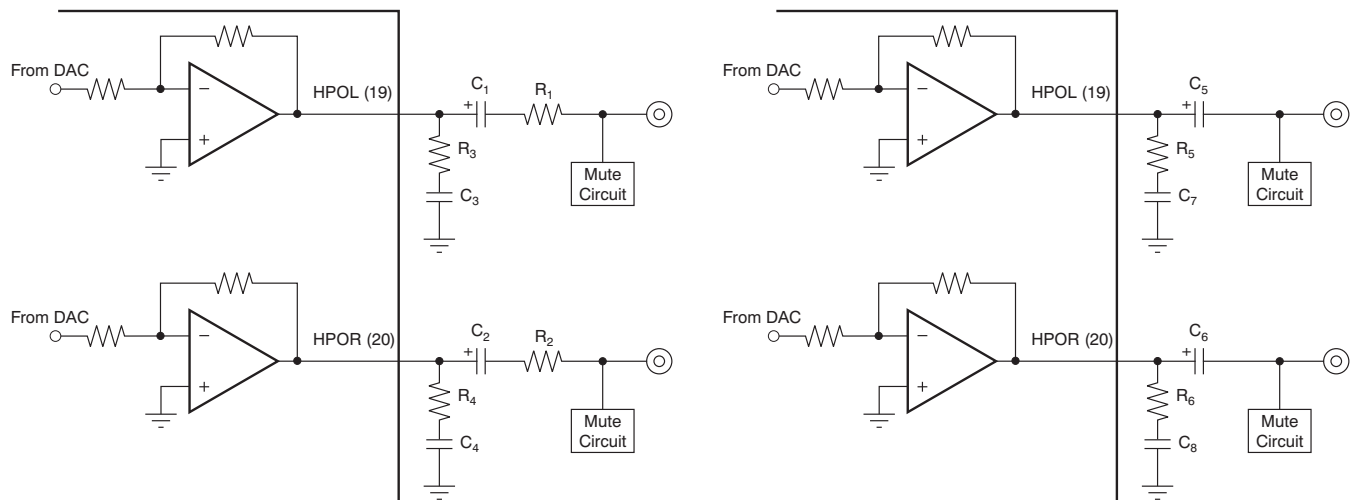 From DAC
−
+
HPOL (19)
+
C1
R1
R3
C3
Mute
Circuit
From DAC
−
+
HPOR (20)
+
C2
R2
R4
C4
Mute
Circuit
From DAC
−
+
HPOL (19)
+
C5
R5
C7
Mute
Circuit
From DAC
−
+
HPOR (20)
+
C6
R6
C8
Mute
Circuit